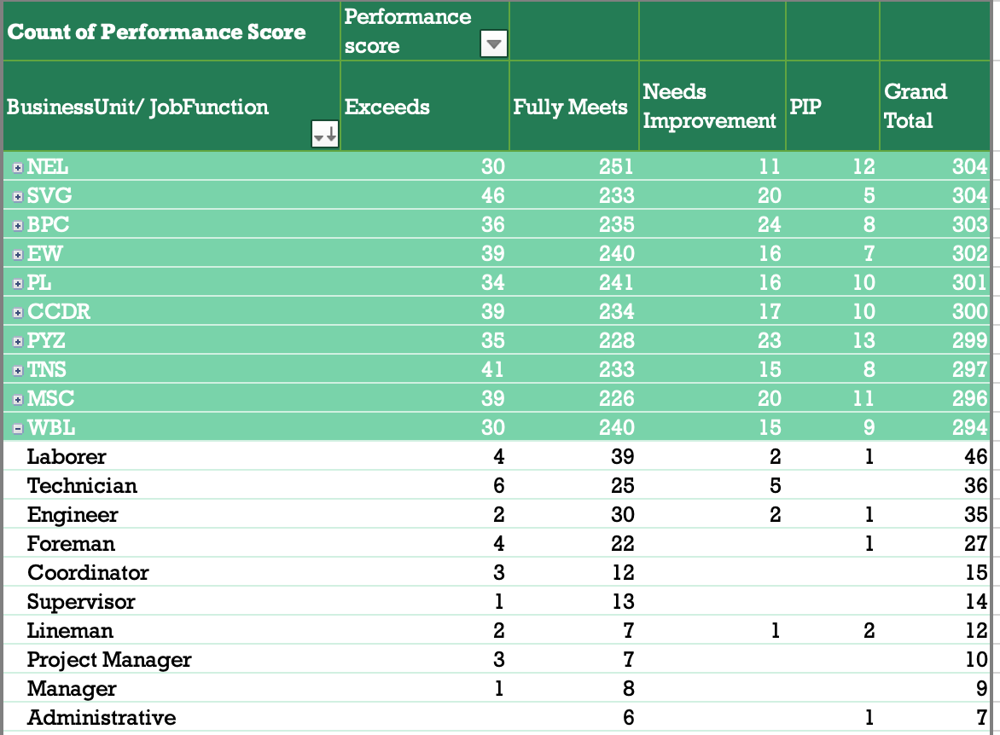 Count of Performance Score Performance score
BusinessUnit/ JobFunction Exceeds Fully Meets Needs Improvement PIP Grand Total
NEL 30 251 11 12 304
SVG 46 233 20 5 304
BPC 36 235 24 8 303
EW 39 240 16 7 302
PL 34 241 16 10 301
CCDR 39 234 17 10 300
PYZ 35 228 23 13 299
TNS 41 233 15 8 297
MSC 39 226 20 11 296
WBL 30 240 15 9 294
Laborer 4 39 2 1 46
Technician 6 25 5 36
Engineer 2 30 2 1 35
Foreman 4 22 1 27
Coordinator 3 12 15
Supervisor 1 13 14
Lineman 2 7 1 2 12
Project Manager 3 7 10
Manager 1 8 9
Administrative 6 1 7